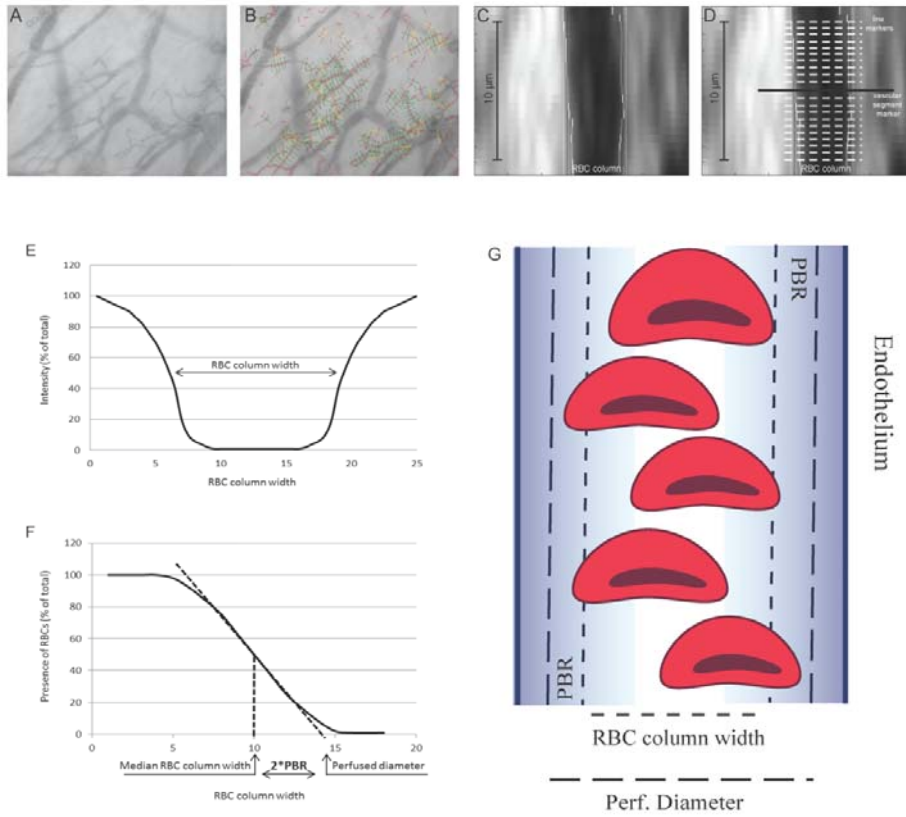 A
B
C
10 µm
RBC column
D
10 µm
line
markers
vascular
segment
marker
RBC column
E
Intensity (% of total)
120
100
80
60
40
20
0
RBC column width
0 5 10 15 20 25
RBC column width
F
Presence of RBCs (% of total)
120
100
80
60
40
20
0
0 5 10 15 20
Median RBC column width
2*PBR
Perfused diameter
RBC column width
G
PBR
PBR
Endothelium
RBC column width
Perf. Diameter